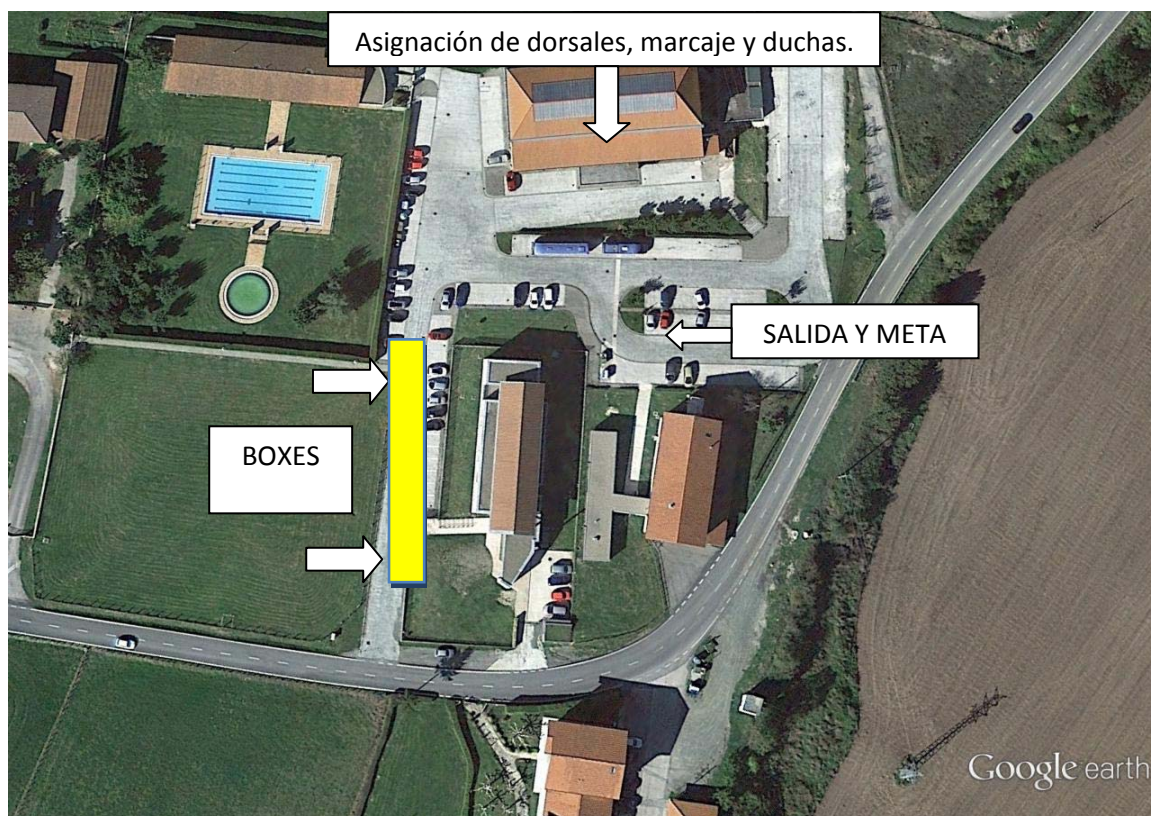 Asignación de dorsales, marcaje y duchas.
SALIDA Y META
BOXES
Google earth